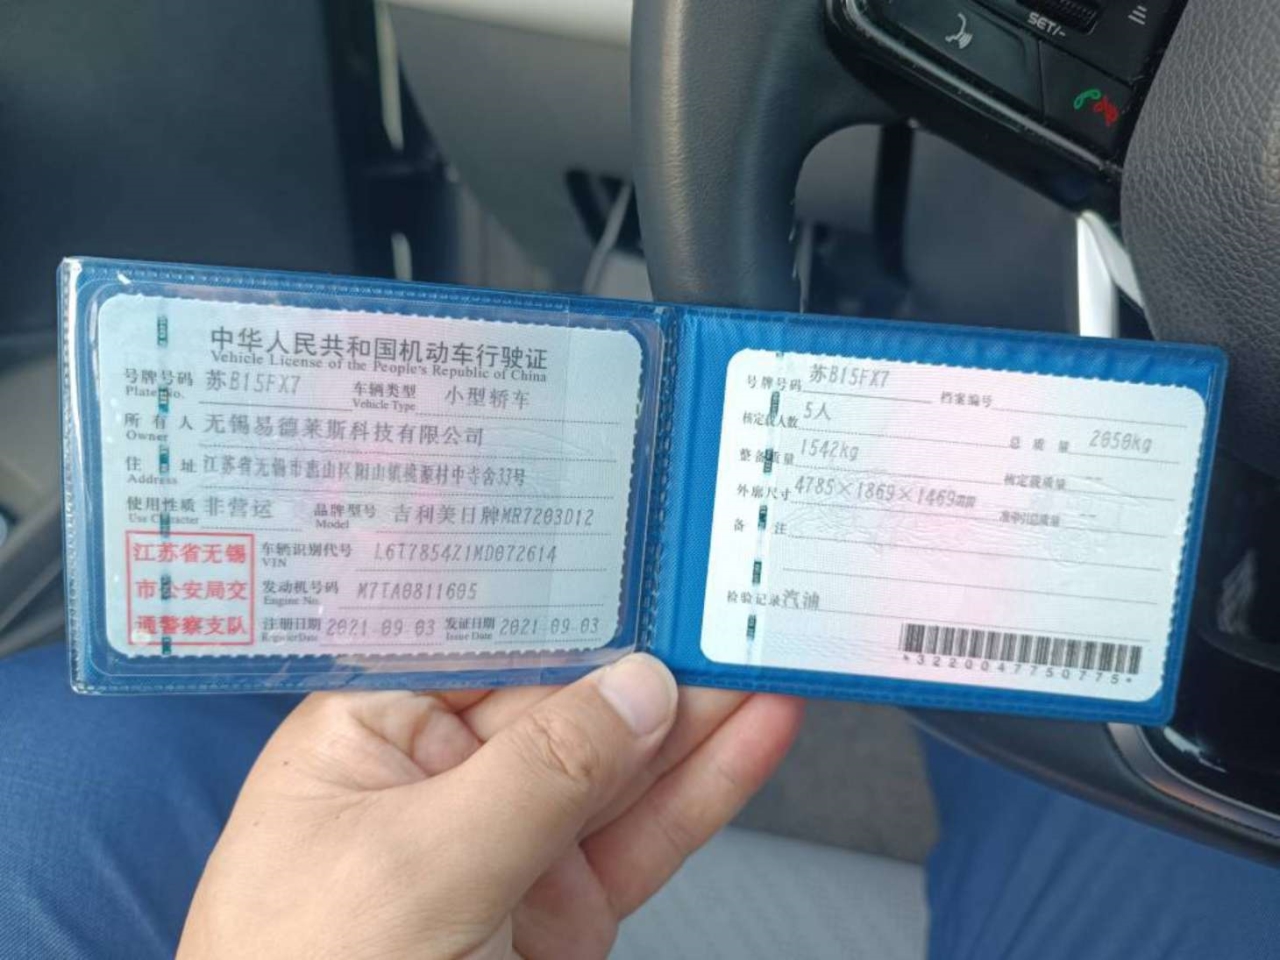 SET/-
中华人民共和国机动车行驶证
Vehicle License of the People's Republic of China
号牌号码 苏B15FX7 车辆类型 小型轿车
Plate No. Vehicle Type
所有人 无锡易德莱斯科技有限公司
Owner
住址 江苏省无锡市惠山区阳山镇桃源村中寺舍33号
Address
使用性质 非营运 品牌型号 吉利美日牌MR7203D12
Use Character Model
江苏省无锡
市公安局交
通警察支队
车辆识别代号 L6T7854Z1MD072614
VIN
发动机号码 M7TA0811605
Engine No.
注册日期 2021-09-03 发证日期 2021-09-03
Register Date Issue Date
号牌号码 苏B15FX7 档案编号
核定载人数 5人 总质量 2050kg
整备质量 1542kg 核定载质量 --
外廓尺寸 4785×1869×1469mm 准牵引总质量 --
备注
检验记录 汽油
*3220047750775*